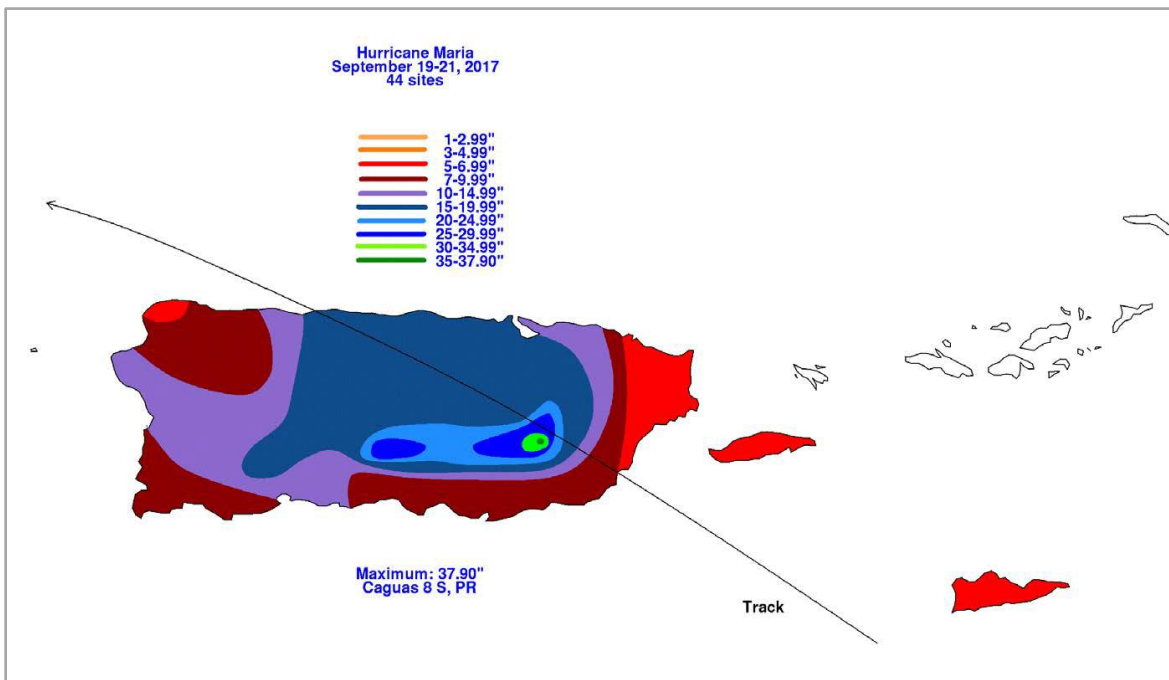 Hurricane Maria
September 19-21, 2017
44 sites
1-2.99"
3-4.99"
5-6.99"
7-9.99"
10-14.99"
15-19.99"
20-24.99"
25-29.99"
30-34.99"
35-37.90"
Maximum: 37.90"
Caguas 8 S, PR
Track